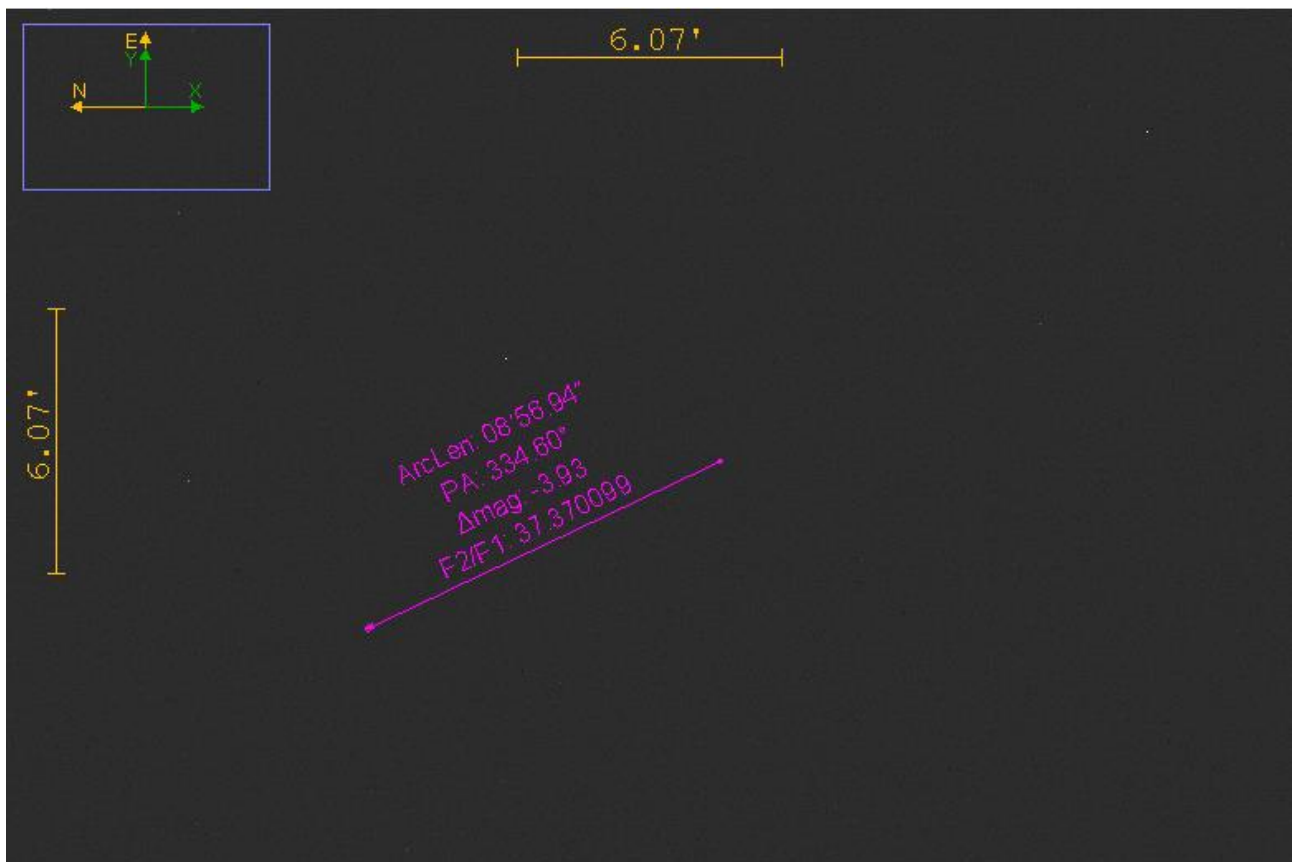 6.07'
E
Y
N
X
6.07'
ArcLen: 08'56.94"
PA: 334.60°
Δmag: -3.93
F2/F1: 37.370099